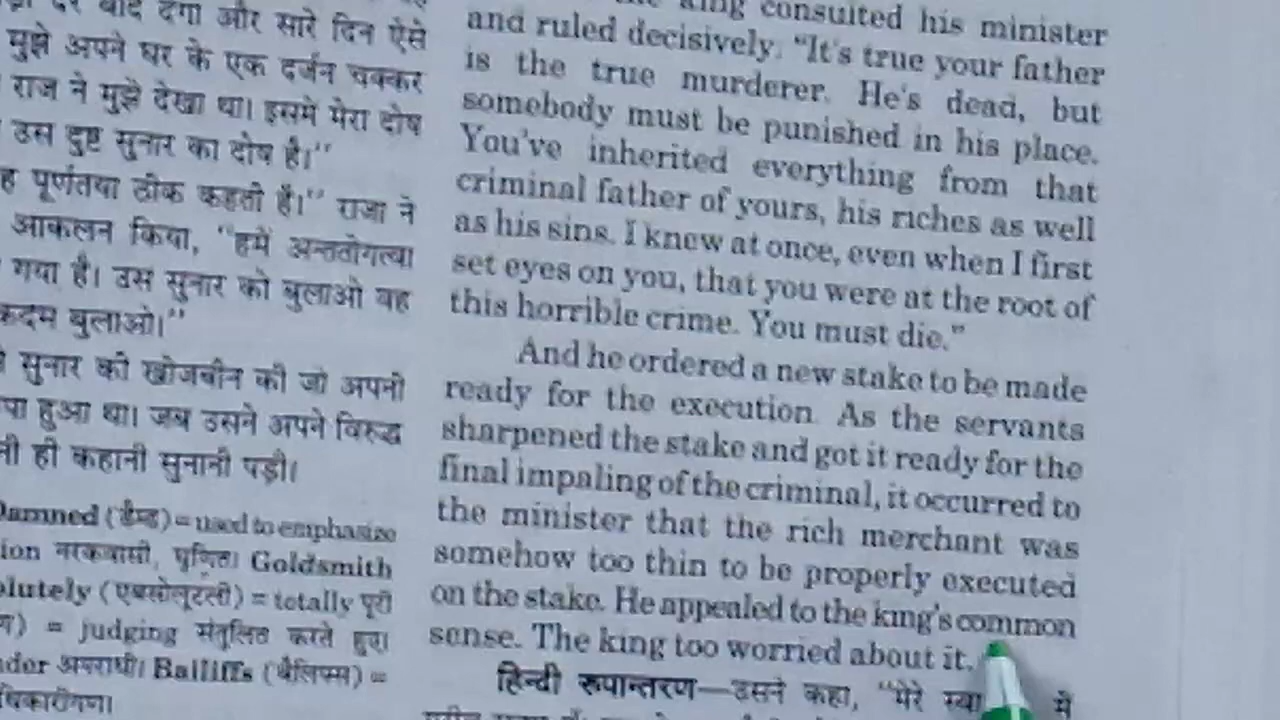 बाद देगा और सारे दिन ऐसे
मुझे अपने घर के एक दर्जन चक्कर
राज ने मुझे देखा था। इसमे मेरा दोष
उस दुष्ट सुनार का दोष है।"
पूर्णतया ठीक कहती है।" राजा ने
आकलन किया, "हमें अन्ततोगत्वा
गया है। उस सुनार को बुलाओ वह
बुलाओ।"
सुनार की खोजबीन की जो अपनी
हुआ था। जब उसने अपने विरुद्ध
ही कहानी सुनानी पड़ी।
Damned (डैम्ड) = used to emphasize
नरकवासी, घृणित। Goldsmith
(एबसोलूटली) = totally पूरी
= judging संतुलित करते हुए।
अपराधी। Bailiffs (बैलिफ्स) =
king consulted his minister
and ruled decisively. "It's true your father
is the true murderer. He's dead, but
somebody must be punished in his place.
You've inherited everything from that
criminal father of yours, his riches as well
as his sins. I knew at once, even when I first
set eyes on you, that you were at the root of
this horrible crime. You must die."
And he ordered a new stake to be made
ready for the execution. As the servants
sharpened the stake and got it ready for the
final impaling of the criminal, it occurred to
the minister that the rich merchant was
somehow too thin to be properly executed
on the stake. He appealed to the king's common
sense. The king too worried about it.
हिन्दी रूपान्तरण—उसने कहा, "मेरे में